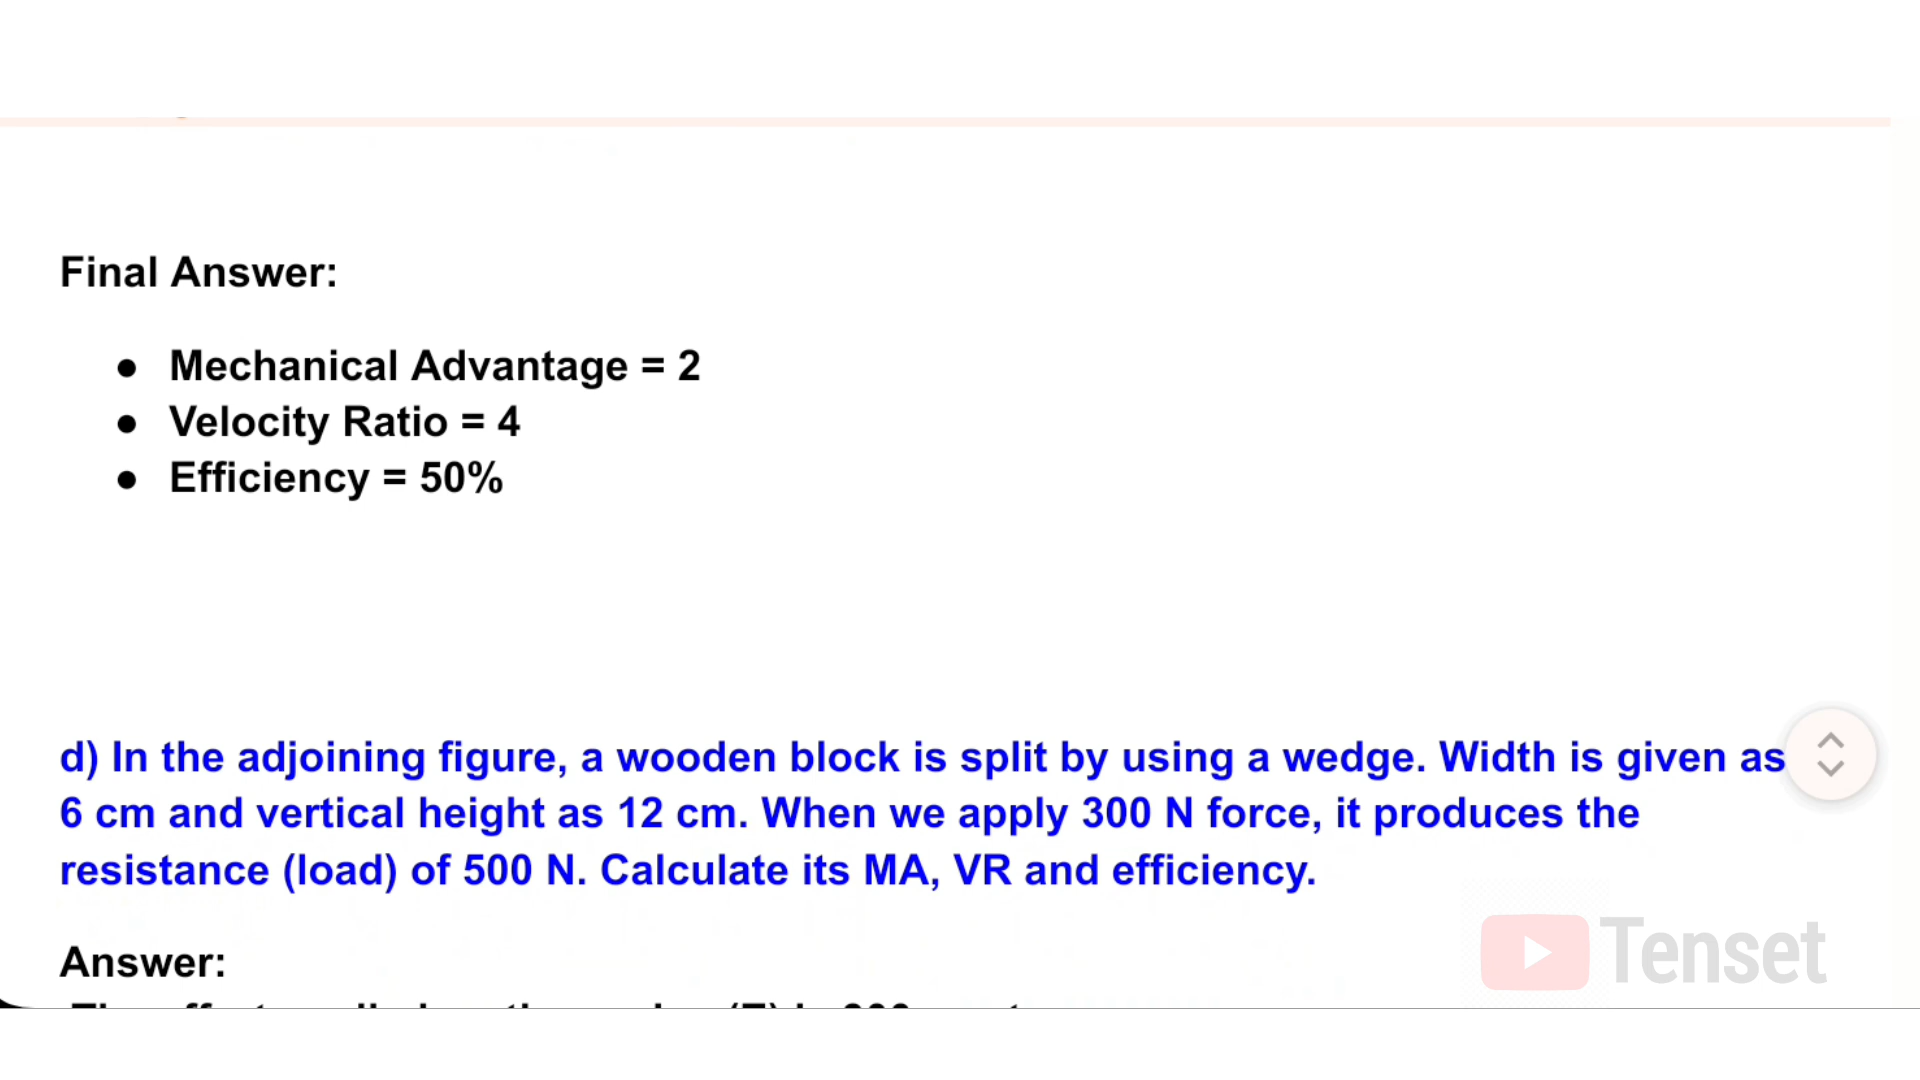 Final Answer:
● Mechanical Advantage = 2
● Velocity Ratio = 4
● Efficiency = 50%
d) In the adjoining figure, a wooden block is split by using a wedge. Width is given as
6 cm and vertical height as 12 cm. When we apply 300 N force, it produces the
resistance (load) of 500 N. Calculate its MA, VR and efficiency.
Tenset
Answer: